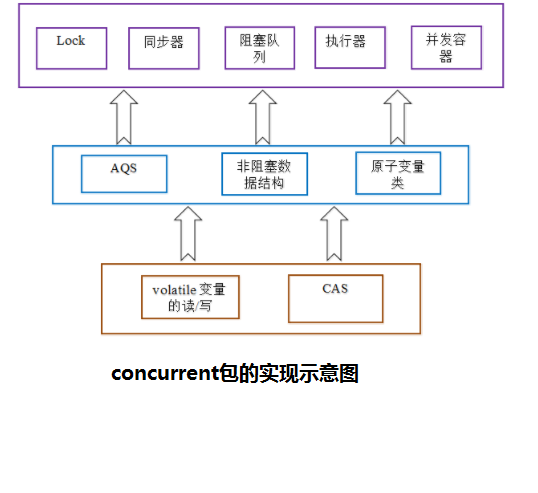 Lock
同步器
阻塞队
列
执行器
并发容
器
AQS
非阻塞数
据结构
原子变量
类
volatile 变量
的读/写
CAS
concurrent包的实现示意图